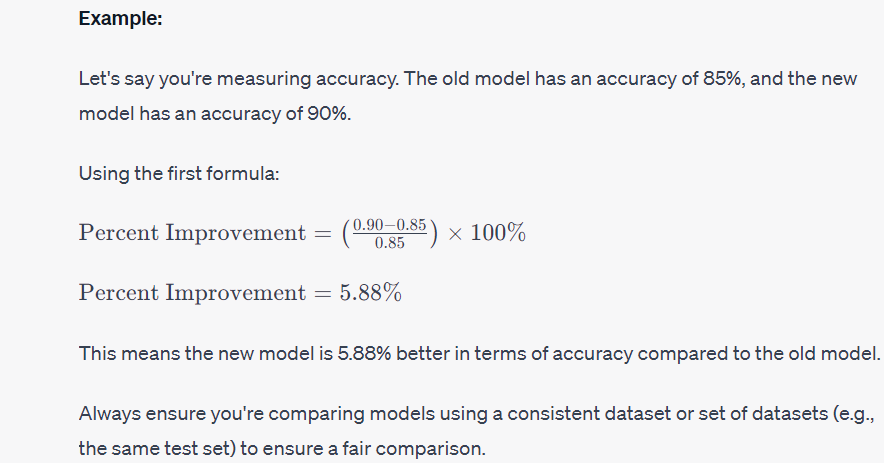 Example:
Let's say you're measuring accuracy. The old model has an accuracy of 85%, and the new
model has an accuracy of 90%.
Using the first formula:
Percent Improvement = (0.90−0.85/0.85) × 100%
Percent Improvement = 5.88%
This means the new model is 5.88% better in terms of accuracy compared to the old model.
Always ensure you're comparing models using a consistent dataset or set of datasets (e.g.,
the same test set) to ensure a fair comparison.